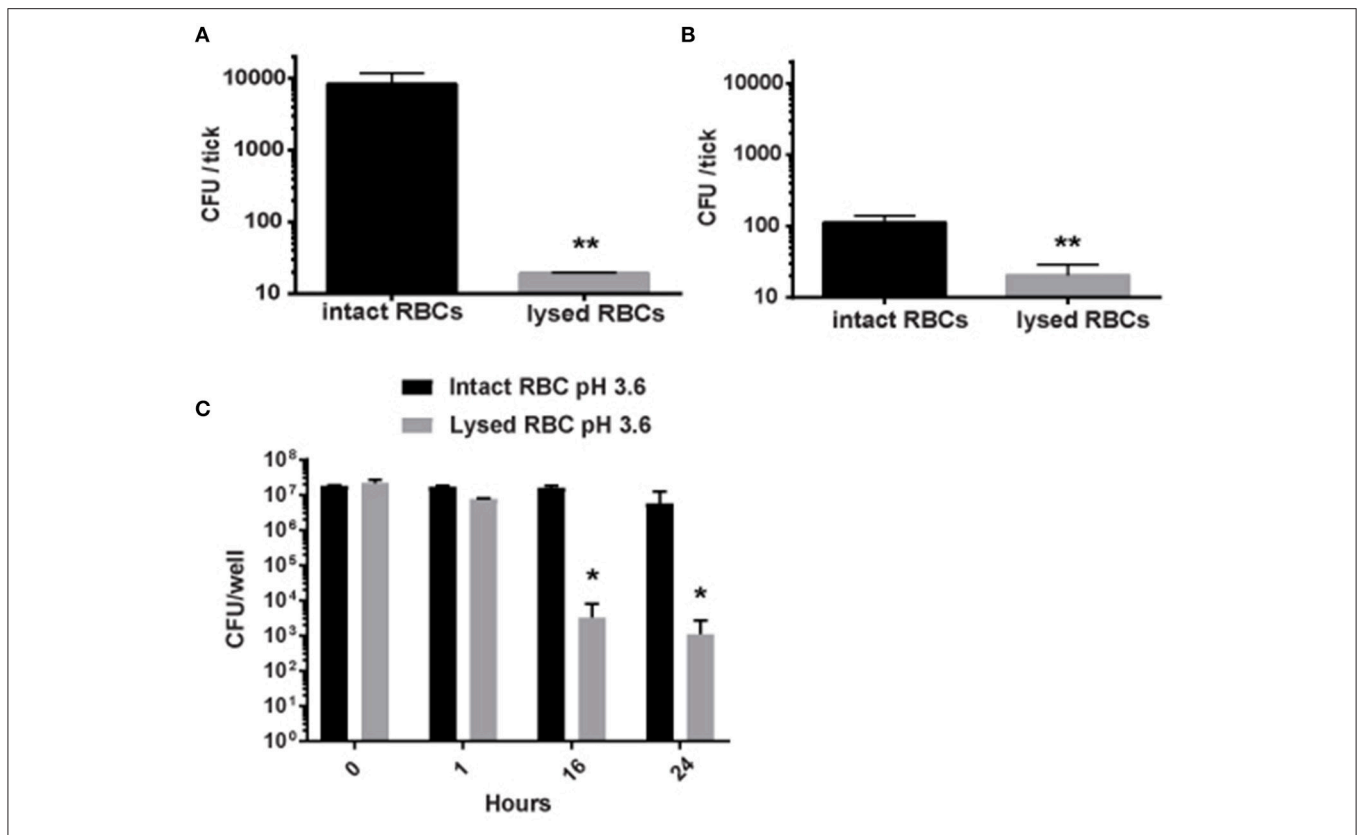 A
10000
1000
100
10
CFU /tick
**
intact RBCs
lysed RBCs
B
10000
1000
100
10
CFU /tick
**
intact RBCs
lysed RBCs
C
Intact RBC pH 3.6
Lysed RBC pH 3.6
10⁸
10⁷
10⁶
10⁵
10⁴
10³
10²
10¹
10⁰
CFU/well
*
*
0
1
16
24
Hours